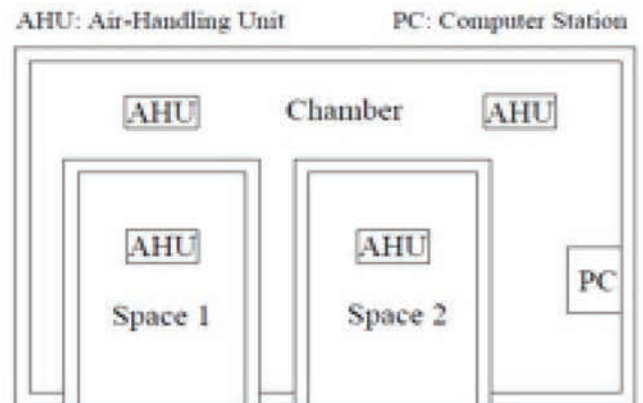 AHU: Air-Handling Unit PC: Computer Station
AHU Chamber AHU
AHU AHU
PC
Space 1 Space 2